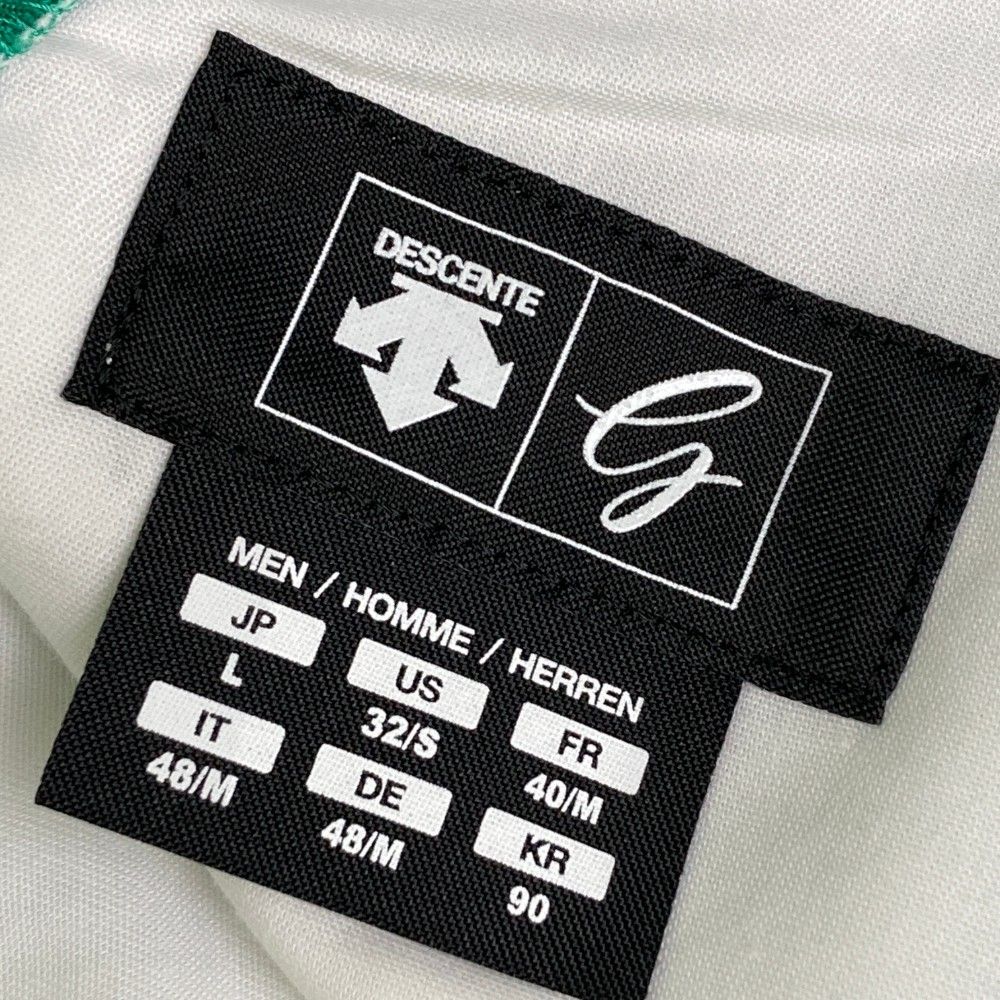 DESCENTE
G
MEN / HOMME / HERREN
JP US FR
L 32/S 40/M
IT DE KR
48/M 48/M 90